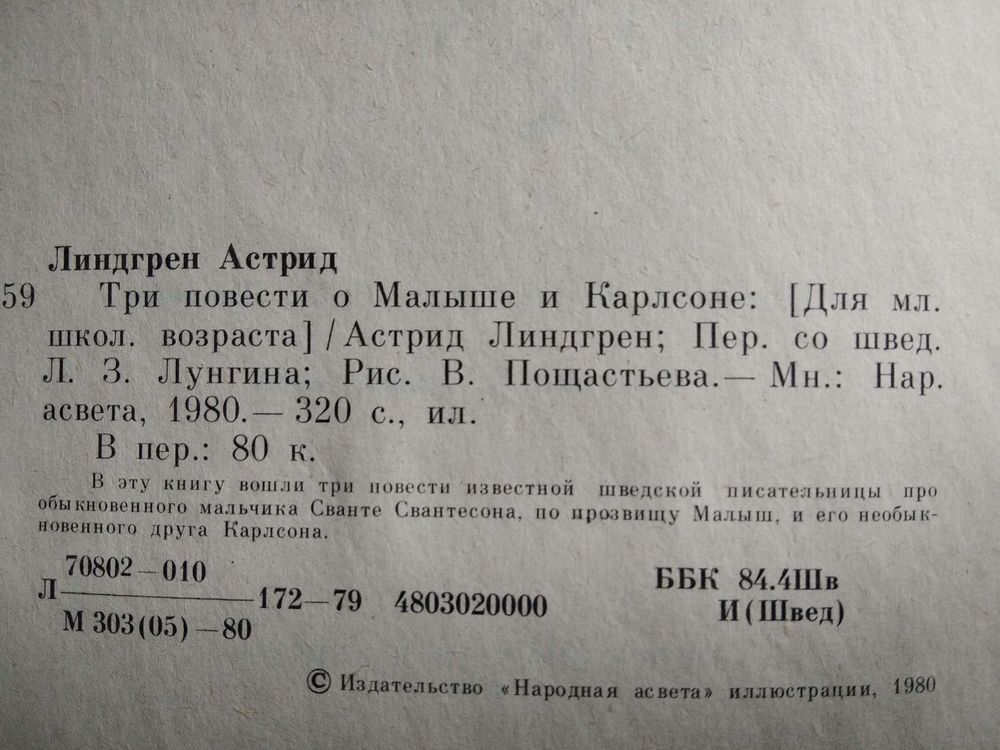 Линдгрен Астрид
59 Три повести о Малыше и Карлсоне: [Для мл.
школ. возраста] / Астрид Линдгрен; Пер. со швед.
Л. З. Лунгина; Рис. В. Пощастьева. — Мн.: Нар.
асвета, 1980. — 320 с., ил.
В пер.: 80 к.
В эту книгу вошли три повести известной шведской писательницы про
обыкновенного мальчика Сванте Свантесона, по прозвищу Малыш, и его необык-
новенного друга Карлсона.
70802—010
Л 172—79 4803020000
М 303(05)—80
ББК 84.4Шв
И(Швед)
© Издательство «Народная асвета» иллюстрации, 1980